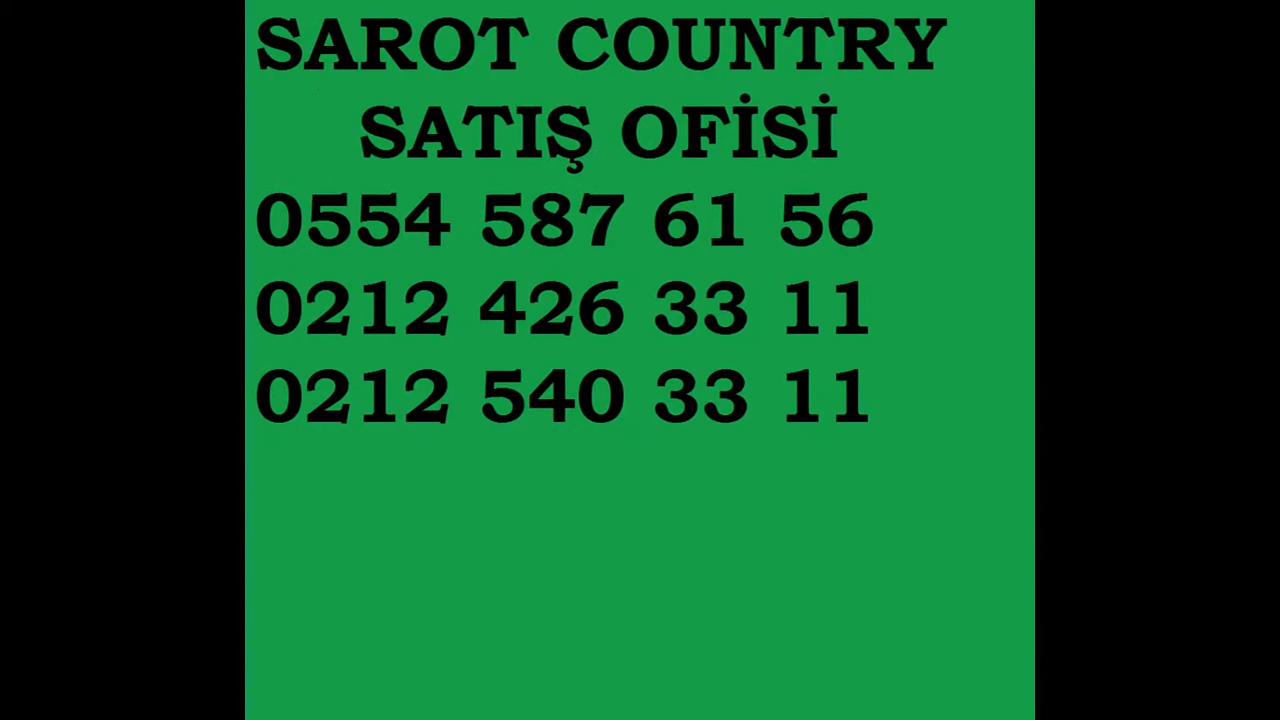 SAROT COUNTRY
SATIŞ OFİSİ
0554 587 61 56
0212 426 33 11
0212 540 33 11